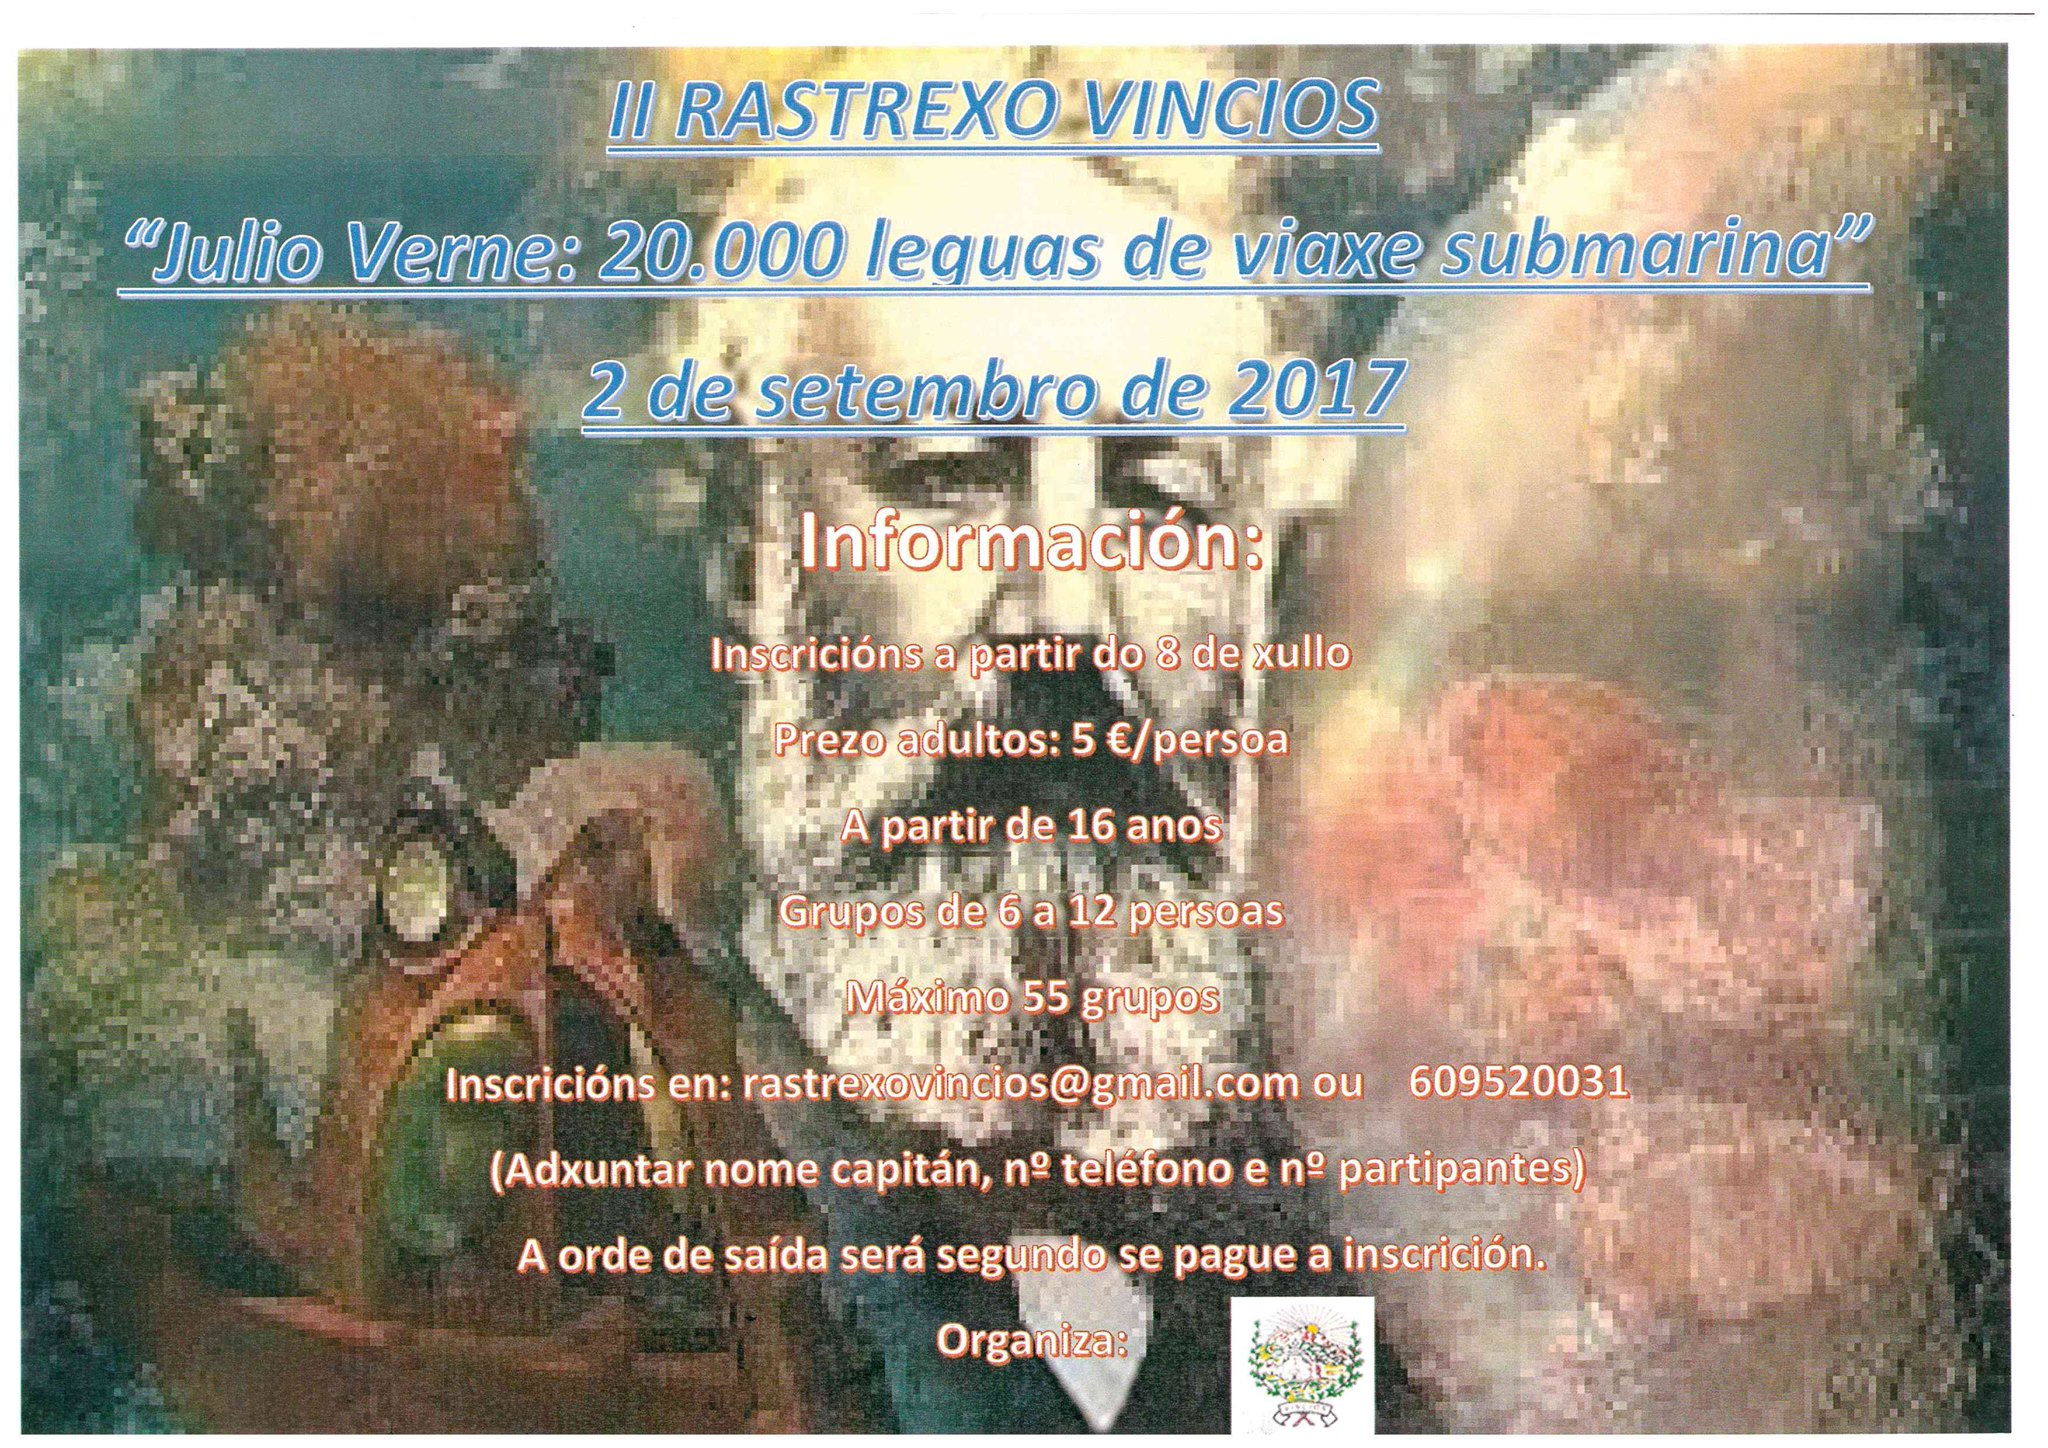 II RASTREXO VINCIOS
“Julio Verne: 20.000 leguas de viaxe submarina”
2 de setembro de 2017
Información:
Inscricións a partir do 8 de xullo
Prezo adultos: 5 €/persoa
A partir de 16 anos
Grupos de 6 a 12 persoas
Máximo 55 grupos
Inscricións en: rastrexovincios@gmail.com ou 609520031
(Adxuntar nome capitán, nº teléfono e nº partipantes)
A orde de saída será segundo se pague a inscrición.
Organiza:
VINCIOS